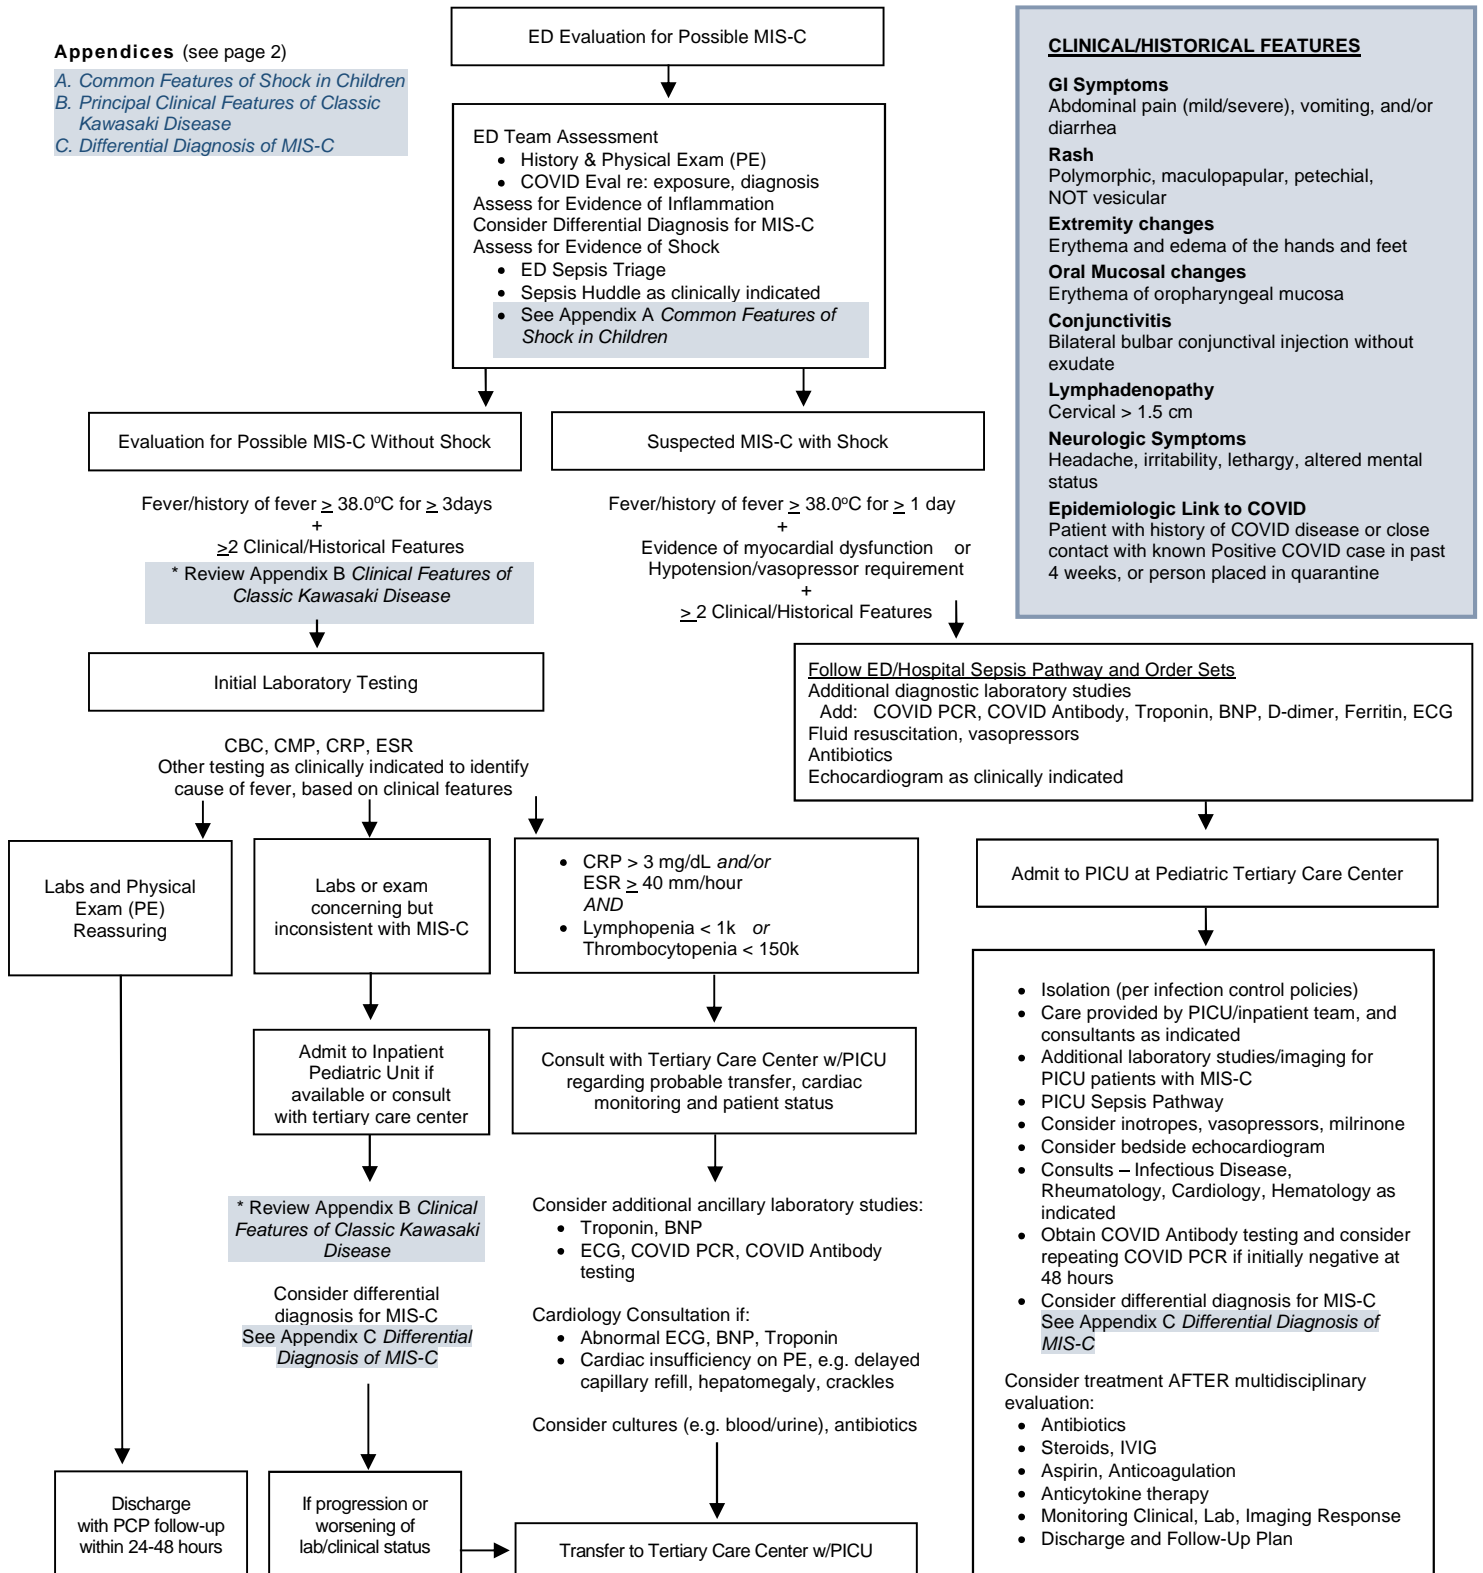 ED Evaluation for Possible MIS-C
Appendices (see page 2)
A. Common Features of Shock in Children
B. Principal Clinical Features of Classic
Kawasaki Disease
C. Differential Diagnosis of MIS-C
ED Team Assessment
• History & Physical Exam (PE)
• COVID Eval re: exposure, diagnosis
Assess for Evidence of Inflammation
Consider Differential Diagnosis for MIS-C
Assess for Evidence of Shock
• ED Sepsis Triage
• Sepsis Huddle as clinically indicated
• See Appendix A Common Features of
Shock in Children
CLINICAL/HISTORICAL FEATURES
GI Symptoms
Abdominal pain (mild/severe), vomiting, and/or
diarrhea
Rash
Polymorphic, maculopapular, petechial,
NOT vesicular
Extremity changes
Erythema and edema of the hands and feet
Oral Mucosal changes
Erythema of oropharyngeal mucosa
Conjunctivitis
Bilateral bulbar conjunctival injection without
exudate
Lymphadenopathy
Cervical > 1.5 cm
Neurologic Symptoms
Headache, irritability, lethargy, altered mental
status
Epidemiologic Link to COVID
Patient with history of COVID disease or close
contact with known Positive COVID case in past
4 weeks, or person placed in quarantine
Evaluation for Possible MIS-C Without Shock
Fever/history of fever ≥ 38.0ºC for ≥ 3days
+
≥2 Clinical/Historical Features
* Review Appendix B Clinical Features of
Classic Kawasaki Disease
Suspected MIS-C with Shock
Fever/history of fever ≥ 38.0ºC for ≥ 1 day
+
Evidence of myocardial dysfunction or
Hypotension/vasopressor requirement
+
≥ 2 Clinical/Historical Features
Initial Laboratory Testing
CBC, CMP, CRP, ESR
Other testing as clinically indicated to identify
cause of fever, based on clinical features
Follow ED/Hospital Sepsis Pathway and Order Sets
Additional diagnostic laboratory studies
Add: COVID PCR, COVID Antibody, Troponin, BNP, D-dimer, Ferritin, ECG
Fluid resuscitation, vasopressors
Antibiotics
Echocardiogram as clinically indicated
Labs and Physical
Exam (PE)
Reassuring
Labs or exam
concerning but
inconsistent with MIS-C
• CRP > 3 mg/dL and/or
ESR ≥ 40 mm/hour
AND
• Lymphopenia < 1k or
Thrombocytopenia < 150k
Admit to PICU at Pediatric Tertiary Care Center
Admit to Inpatient
Pediatric Unit if
available or consult
with tertiary care center
Consult with Tertiary Care Center w/PICU
regarding probable transfer, cardiac
monitoring and patient status
* Review Appendix B Clinical
Features of Classic Kawasaki
Disease
Consider differential
diagnosis for MIS-C
See Appendix C Differential
Diagnosis of MIS-C
Consider additional ancillary laboratory studies:
• Troponin, BNP
• ECG, COVID PCR, COVID Antibody
testing
Cardiology Consultation if:
• Abnormal ECG, BNP, Troponin
• Cardiac insufficiency on PE, e.g. delayed
capillary refill, hepatomegaly, crackles
Consider cultures (e.g. blood/urine), antibiotics
• Isolation (per infection control policies)
• Care provided by PICU/inpatient team, and
consultants as indicated
• Additional laboratory studies/imaging for
PICU patients with MIS-C
• PICU Sepsis Pathway
• Consider inotropes, vasopressors, milrinone
• Consider bedside echocardiogram
• Consults – Infectious Disease,
Rheumatology, Cardiology, Hematology as
indicated
• Obtain COVID Antibody testing and consider
repeating COVID PCR if initially negative at
48 hours
• Consider differential diagnosis for MIS-C
See Appendix C Differential Diagnosis of
MIS-C
Consider treatment AFTER multidisciplinary
evaluation:
• Antibiotics
• Steroids, IVIG
• Aspirin, Anticoagulation
• Anticytokine therapy
• Monitoring Clinical, Lab, Imaging Response
• Discharge and Follow-Up Plan
Discharge
with PCP follow-up
within 24-48 hours
If progression or
worsening of
lab/clinical status
Transfer to Tertiary Care Center w/PICU